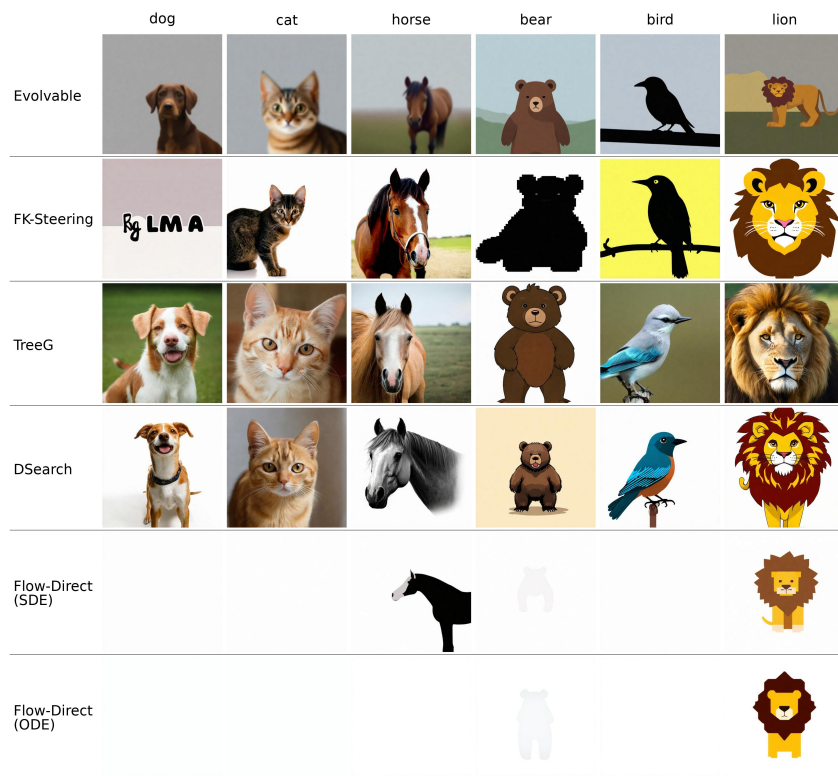 dog cat horse bear bird lion
Evolvable
FK-Steering
LMA
TreeG
DSearch
Flow-Direct
(SDE)
Flow-Direct
(ODE)